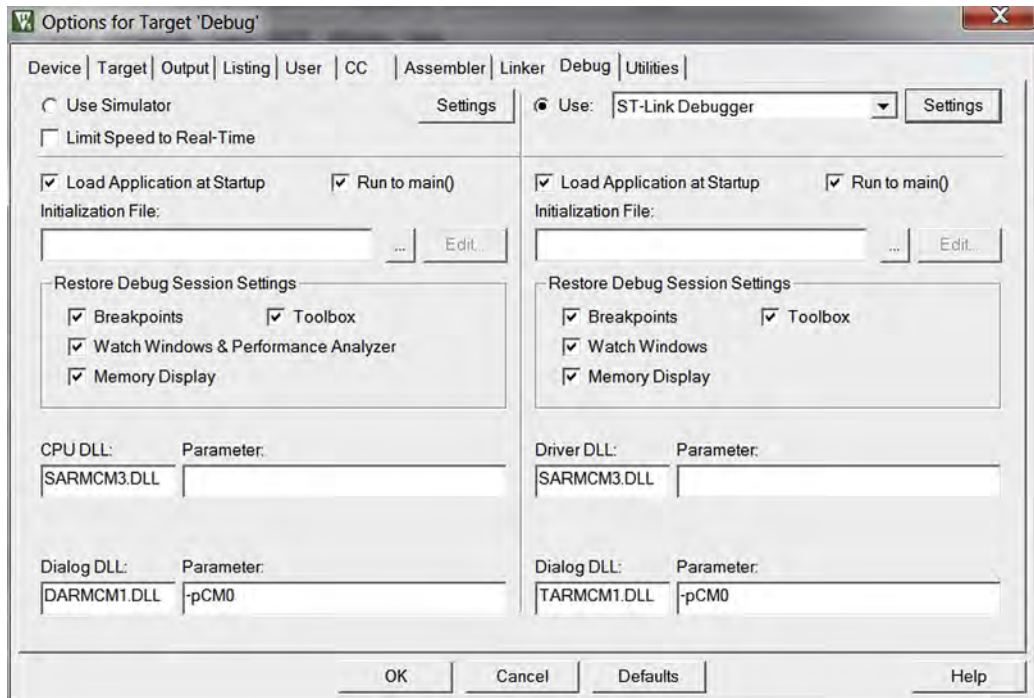 Options for Target 'Debug'
Device Target Output Listing User CC Assembler Linker Debug Utilities
Use Simulator
Settings
Limit Speed to Real-Time
Load Application at Startup
Run to main()
Initialization File:
...
Edit...
Restore Debug Session Settings
Breakpoints
Toolbox
Watch Windows & Performance Analyzer
Memory Display
CPU DLL:
Parameter:
SARMCM3.DLL
Dialog DLL:
Parameter:
DARMCM1.DLL
-pCM0
Use:
ST-Link Debugger
Settings
Load Application at Startup
Run to main()
Initialization File:
...
Edit...
Restore Debug Session Settings
Breakpoints
Toolbox
Watch Windows
Memory Display
Driver DLL:
Parameter:
SARMCM3.DLL
Dialog DLL:
Parameter:
TARMCM1.DLL
-pCM0
OK
Cancel
Defaults
Help